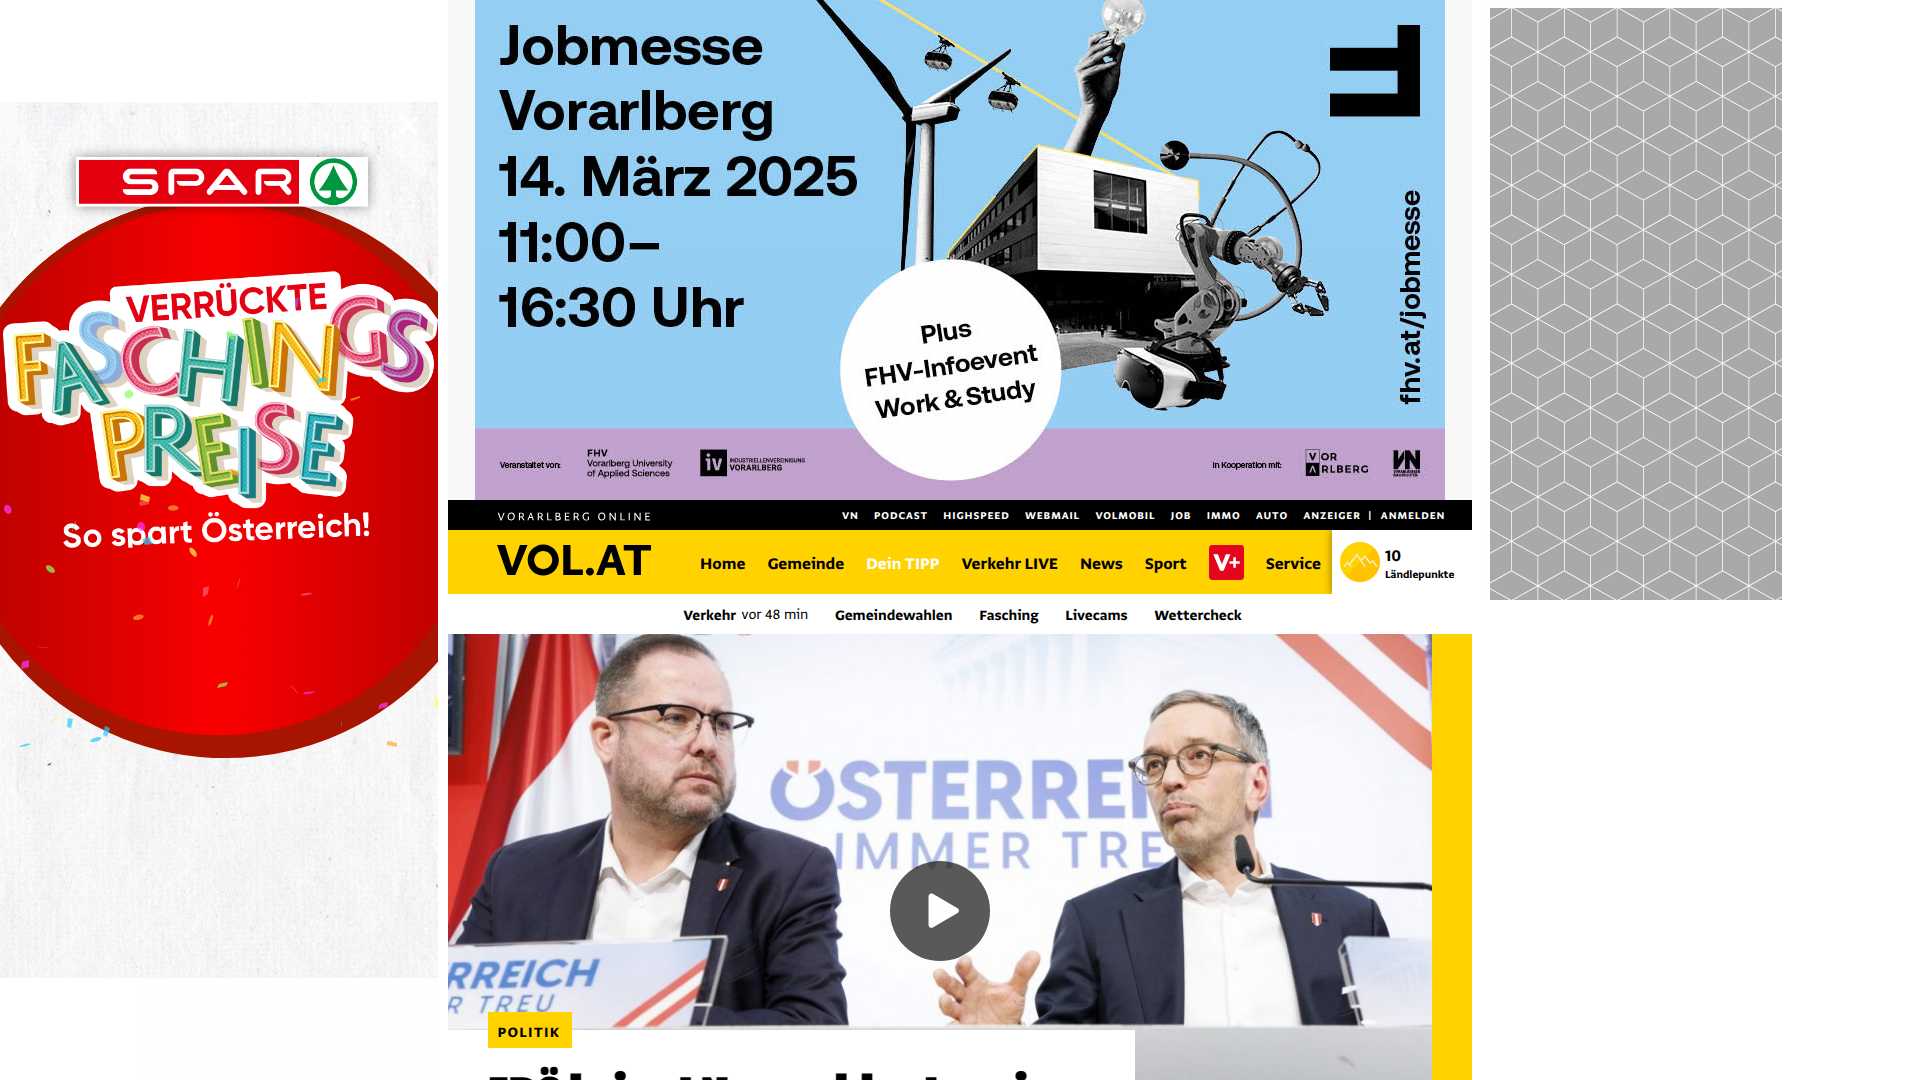 Jobmesse
Vorarlberg
14. März 2025
11:00–
16:30 Uhr
Plus
FHV-Infoevent
Work & Study
fhv.at/jobmesse
Veranstaltet von:
FHV
Vorarlberg University
of Applied Sciences
iv
INDUSTRIELLENVEREINIGUNG
VORARLBERG
in Kooperation mit:
VOR
ARLBERG
VN
SPAR
VERRÜCKTE
FASCHINGS
PREISE
So spart Österreich!
VORARLBERG ONLINE
VN PODCAST HIGHSPEED WEBMAIL VOLMOBIL JOB IMMO AUTO ANZEIGER | ANMELDEN
VOL.AT
Home Gemeinde Dein TIPP Verkehr LIVE News Sport V+ Service
10
Ländlepunkte
Verkehr vor 48 min Gemeindewahlen Fasching Livecams Wettercheck
ÖSTERRE
IMMER TRE
RREICH
R TREU
POLITIK